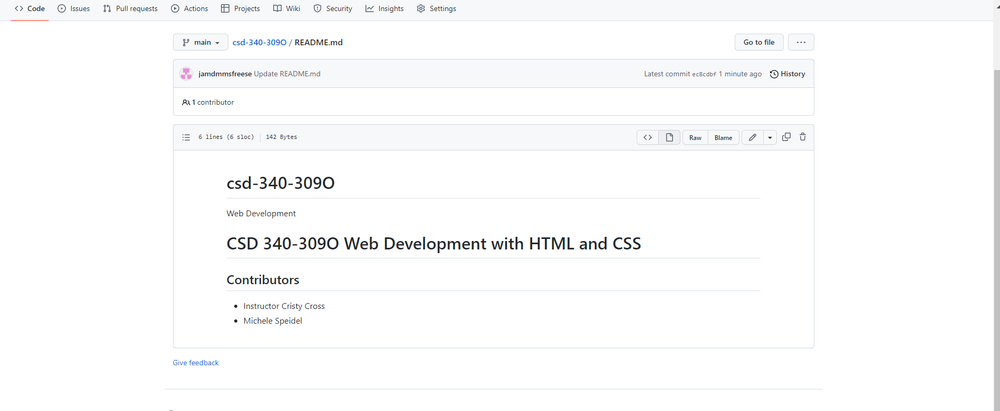 Code Issues Pull requests Actions Projects Wiki Security Insights Settings
main csd-340-309O / README.md Go to file ...
jamdmmsfreese Update README.md Latest commit ec8cdbf 1 minute ago History
1 contributor
6 lines (6 sloc) 142 Bytes Raw Blame
csd-340-309O
Web Development
CSD 340-309O Web Development with HTML and CSS
Contributors
Instructor Cristy Cross
Michele Speidel
Give feedback